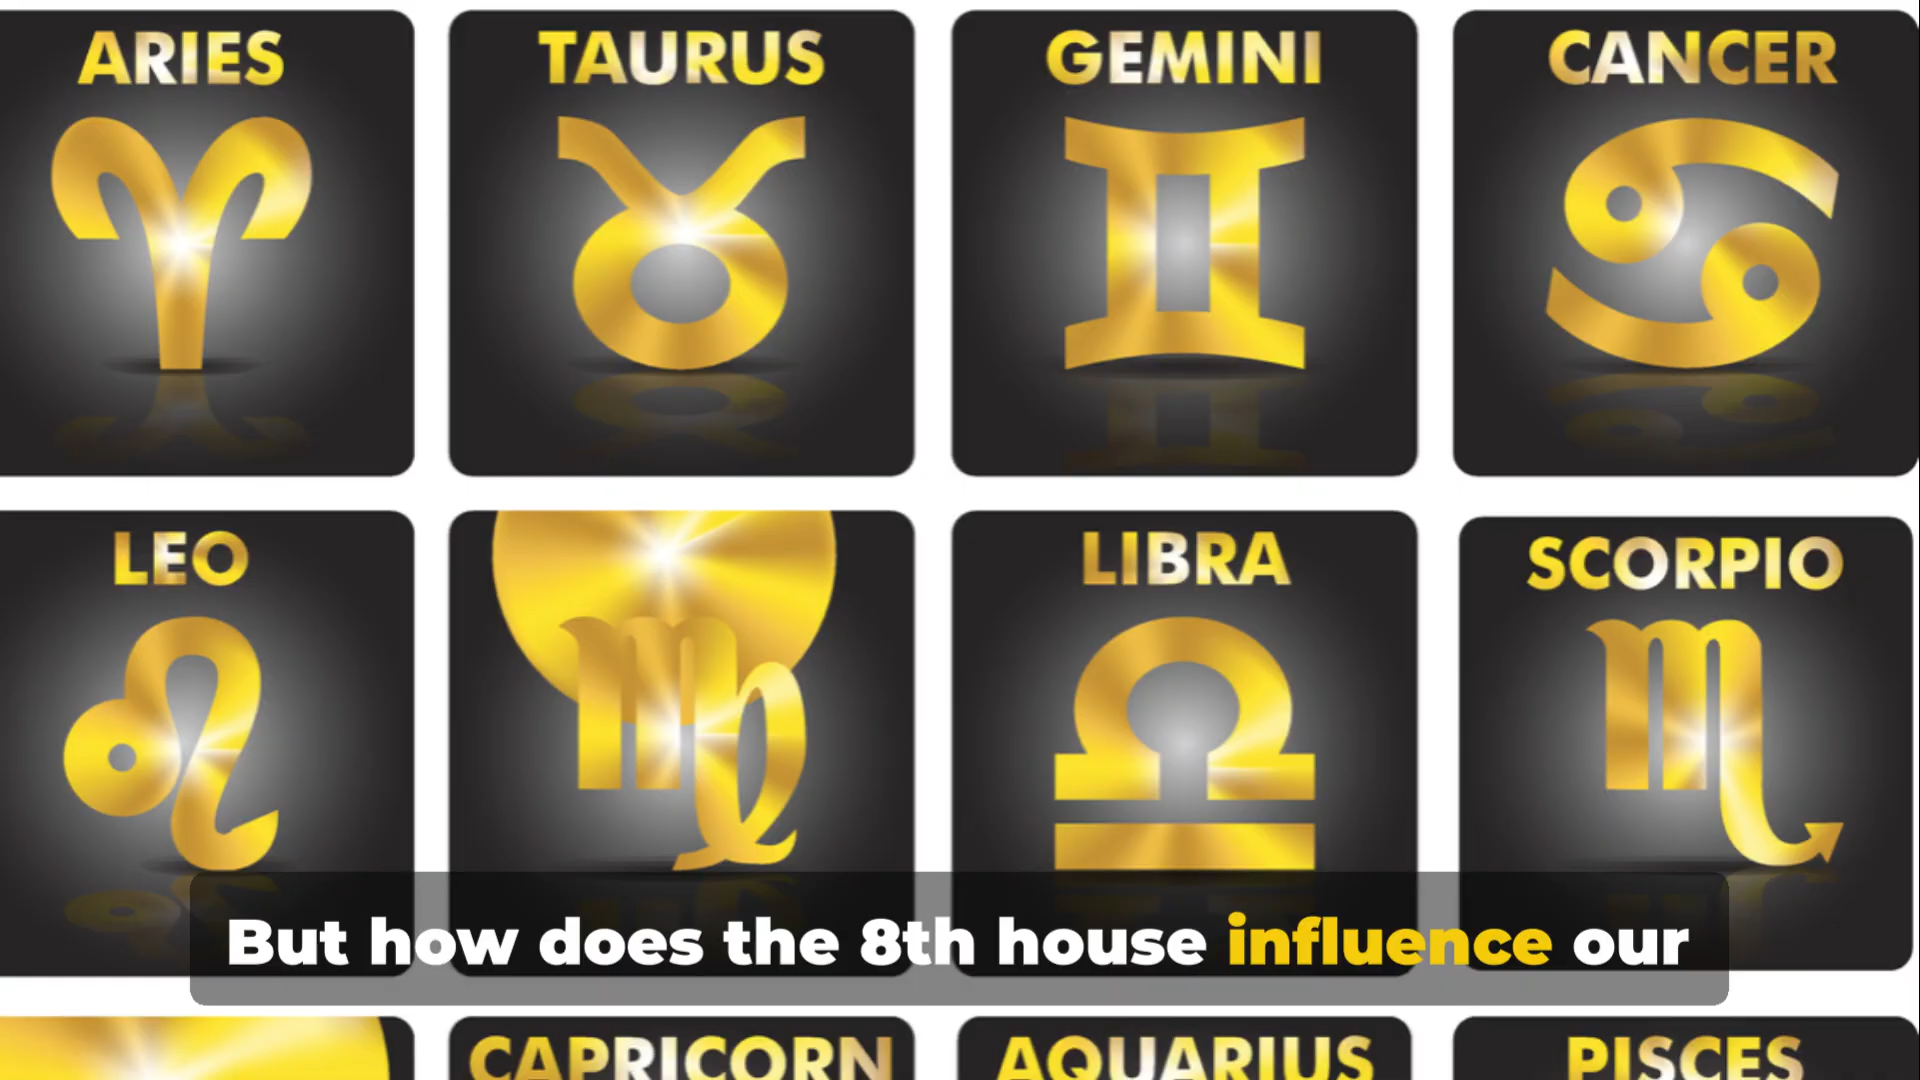 ARIES TAURUS GEMINI CANCER
LEO LIBRA SCORPIO
But how does the 8th house influence our
CAPRICORN AQUARIUS PISCES